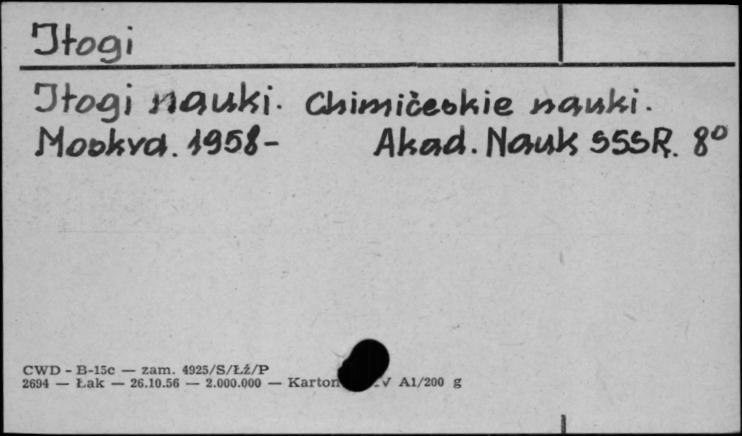 Itogi
Itogi nauki. Chimičeskie nauki.
Moskva. 1958- Akad. Nauk SSSR. 8°
CWD - B-15c — zam. 4925/S/Łź/P
2694 — Łak — 26.10.56 — 2.000.000 — Karton V A1/200 g